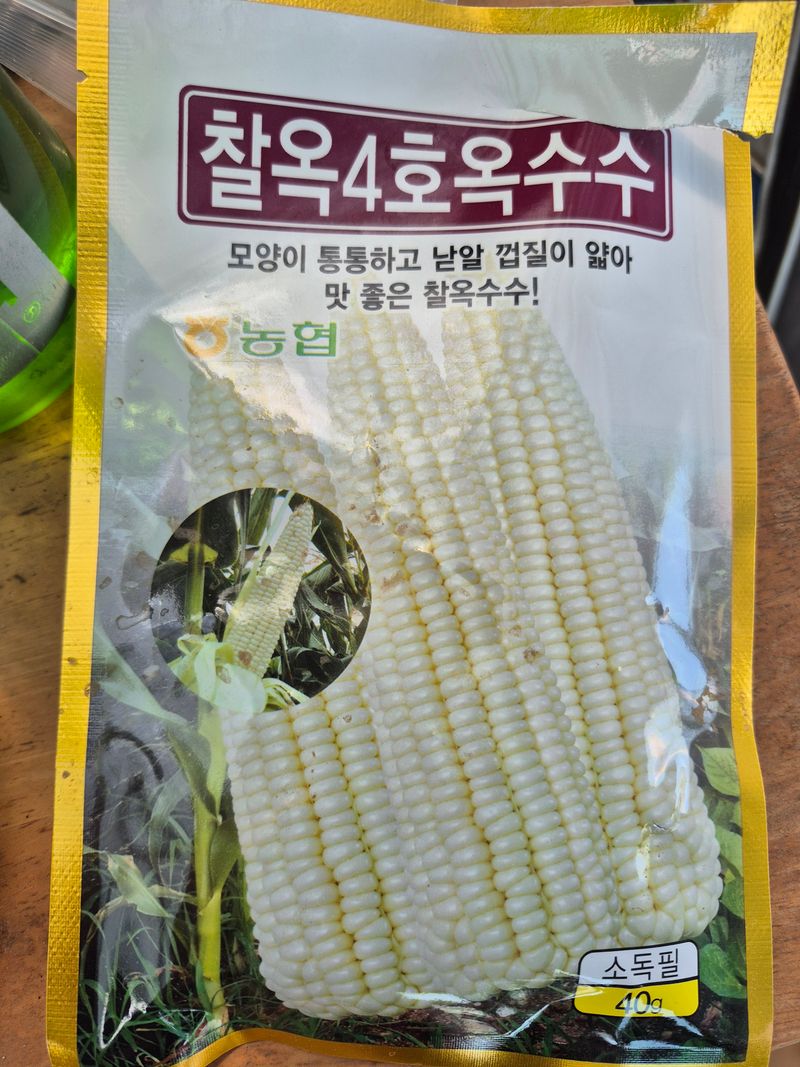 찰옥4호옥수수
모양이 통통하고 낟알 껍질이 얇아
맛 좋은 찰옥수수!
농협
소독필
40g